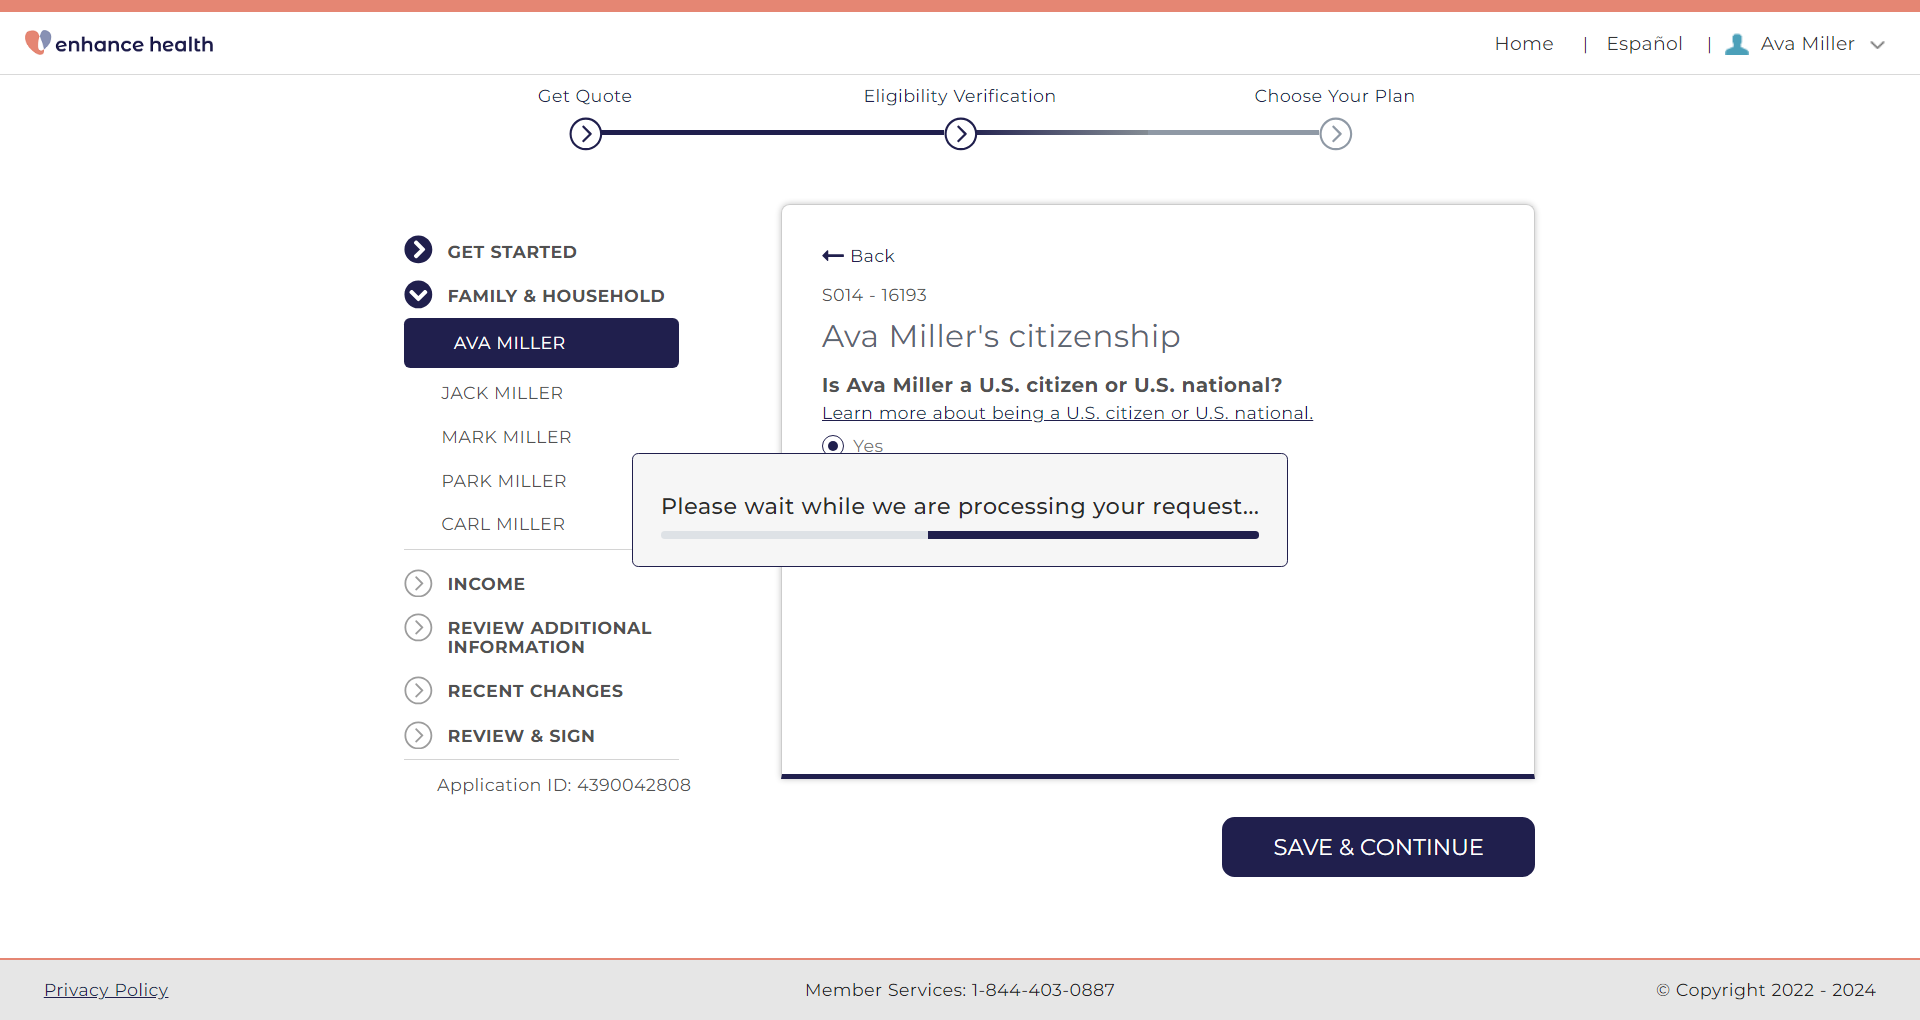 enhance health
Home | Español | Ava Miller
Get Quote
Eligibility Verification
Choose Your Plan
GET STARTED
FAMILY & HOUSEHOLD
AVA MILLER
JACK MILLER
MARK MILLER
PARK MILLER
CARL MILLER
INCOME
REVIEW ADDITIONAL
INFORMATION
RECENT CHANGES
REVIEW & SIGN
Application ID: 4390042808
Back
S014 - 16193
Ava Miller's citizenship
Is Ava Miller a U.S. citizen or U.S. national?
Learn more about being a U.S. citizen or U.S. national.
Yes
Please wait while we are processing your request...
SAVE & CONTINUE
Privacy Policy
Member Services: 1-844-403-0887
© Copyright 2022 - 2024